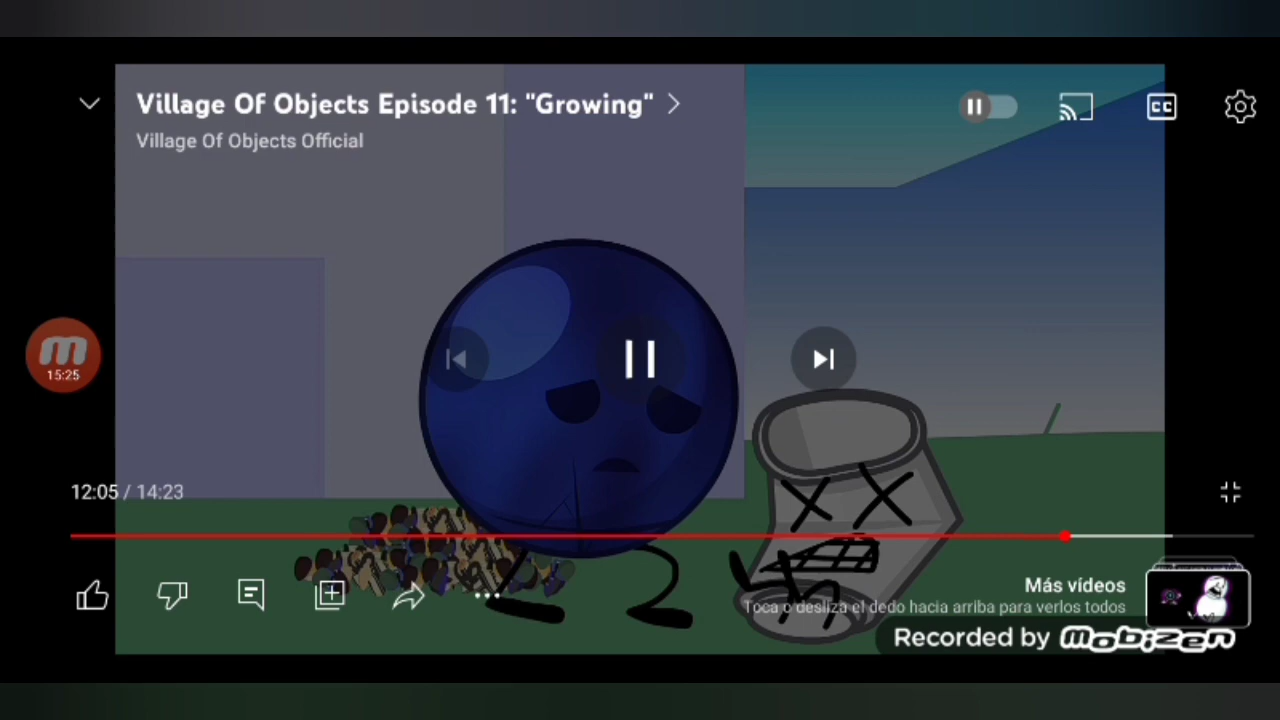 Village Of Objects Episode 11: "Growing"
Village Of Objects Official
CC
m
15:25
12:05 / 14:23
Más vídeos
Toca o desliza el dedo hacia arriba para verlos todos
Recorded by mobizen